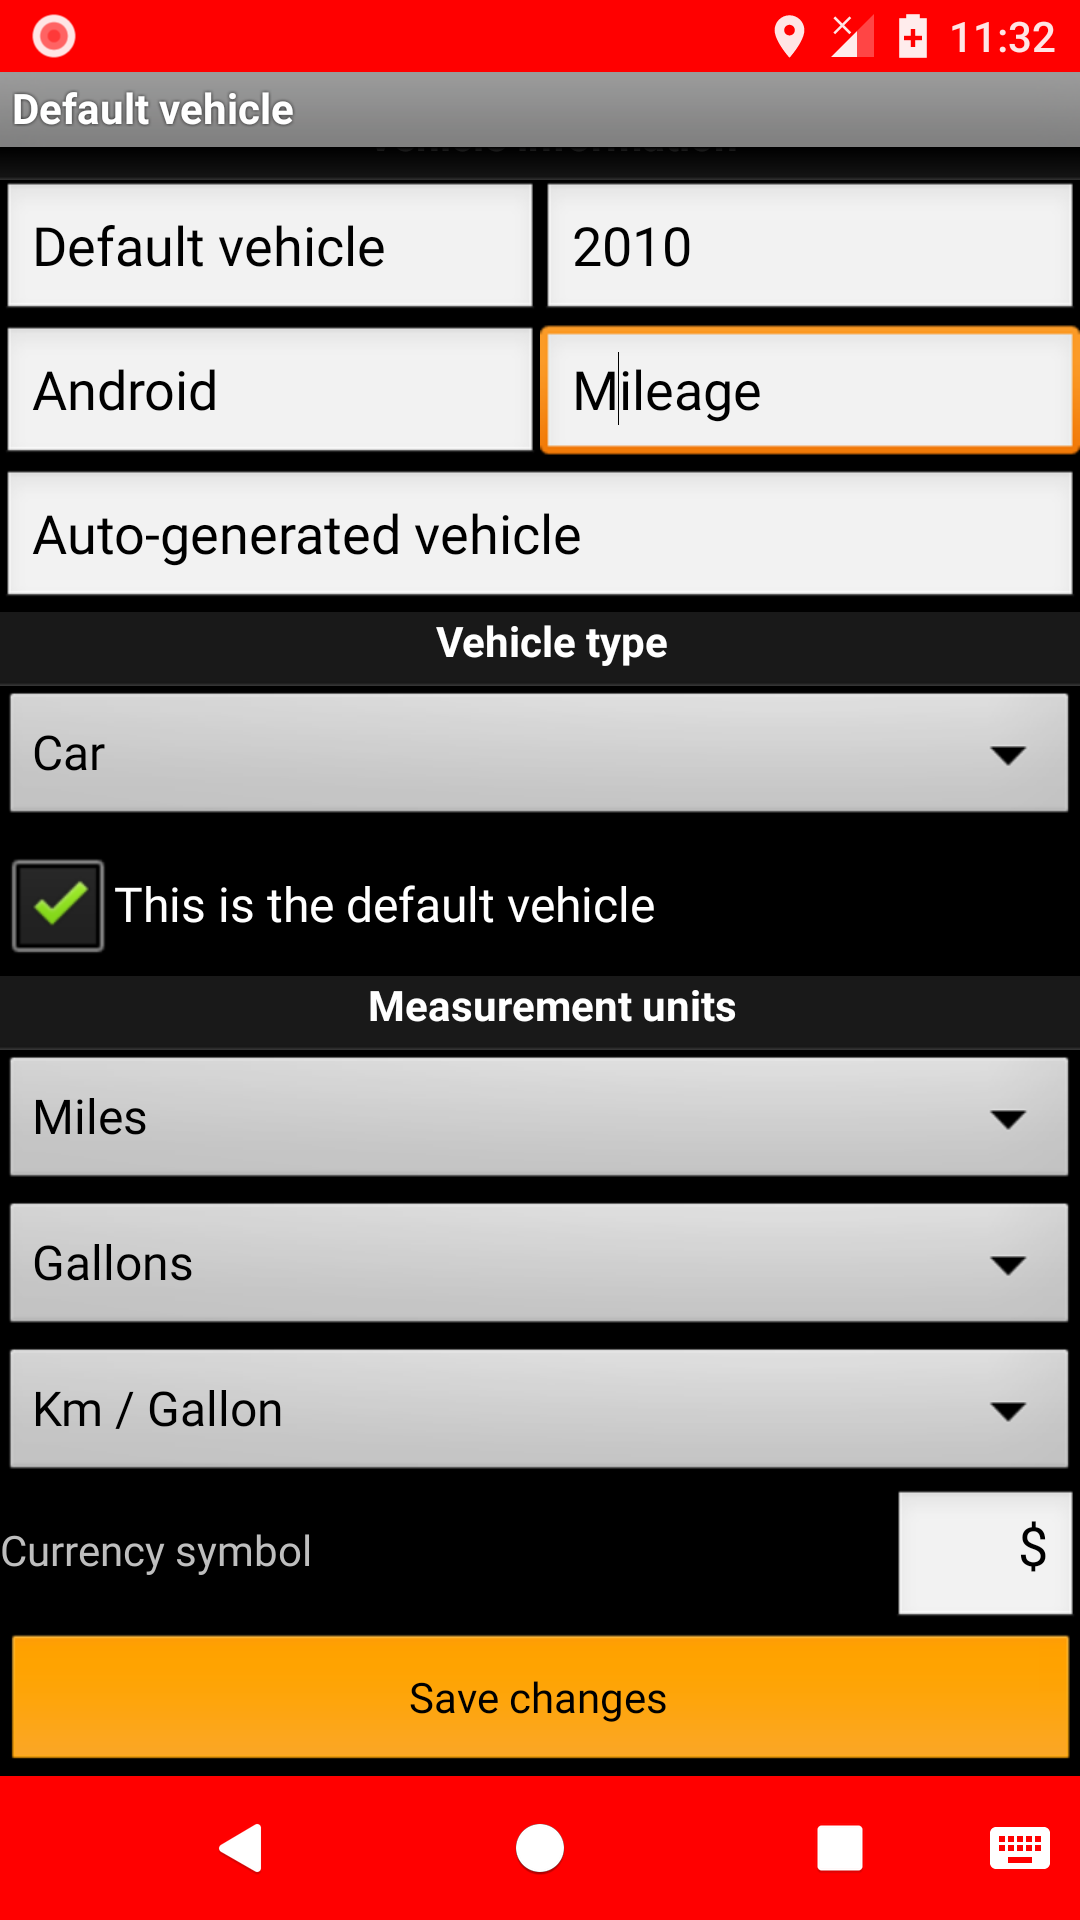 11:32
Default vehicle
Default vehicle
2010
Android
Mileage
Auto-generated vehicle
Vehicle type
Car
This is the default vehicle
Measurement units
Miles
Gallons
Km / Gallon
Currency symbol
$
Save changes